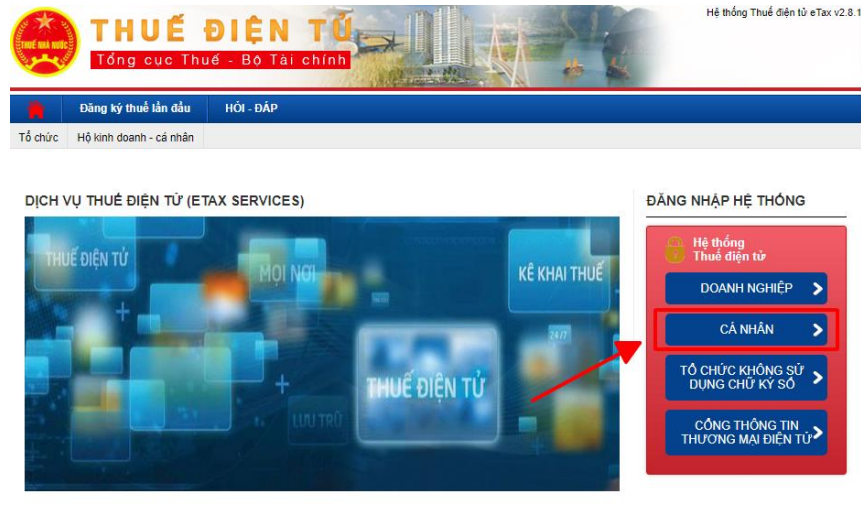 Hệ thống Thuế điện tử eTax v2.8.1
THUẾ NHÀ NƯỚC
THUẾ ĐIỆN TỬ
Tổng cục Thuế - Bộ Tài chính
Đăng ký thuế lần đầu HỎI - ĐÁP
Tổ chức Hộ kinh doanh - cá nhân
DỊCH VỤ THUẾ ĐIỆN TỬ (ETAX SERVICES)
THUẾ ĐIỆN TỬ
MỌI NƠI
KÊ KHAI THUẾ
24/7
THUẾ ĐIỆN TỬ
LƯU TRỮ
ĐĂNG NHẬP HỆ THỐNG
Hệ thống
Thuế điện tử
DOANH NGHIỆP
CÁ NHÂN
TỔ CHỨC KHÔNG SỬ
DỤNG CHỮ KÝ SỐ
CỔNG THÔNG TIN
THƯƠNG MẠI ĐIỆN TỬ